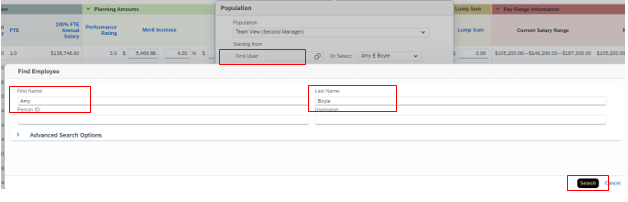 Planning Amounts
Population
Lump Sum
Pay Range Information
FTE
100% FTE Annual Salary
Performance Rating
Merit Increase
Population:
Team View (Second Manager)
Starting from
Find User:
Or Select:
Amy E Boyle
Lump Sum
Current Salary Range
1.0
$136,746.60
3.9
$
5,469.86
4.00
%
$
$
0.00
$105,200.00—$146,200.00—$187,200.00
$105,200.00
Find Employee
First Name:
Last Name:
Amy
Boyle
Person ID:
Username:
Advanced Search Options
Search
Cancel